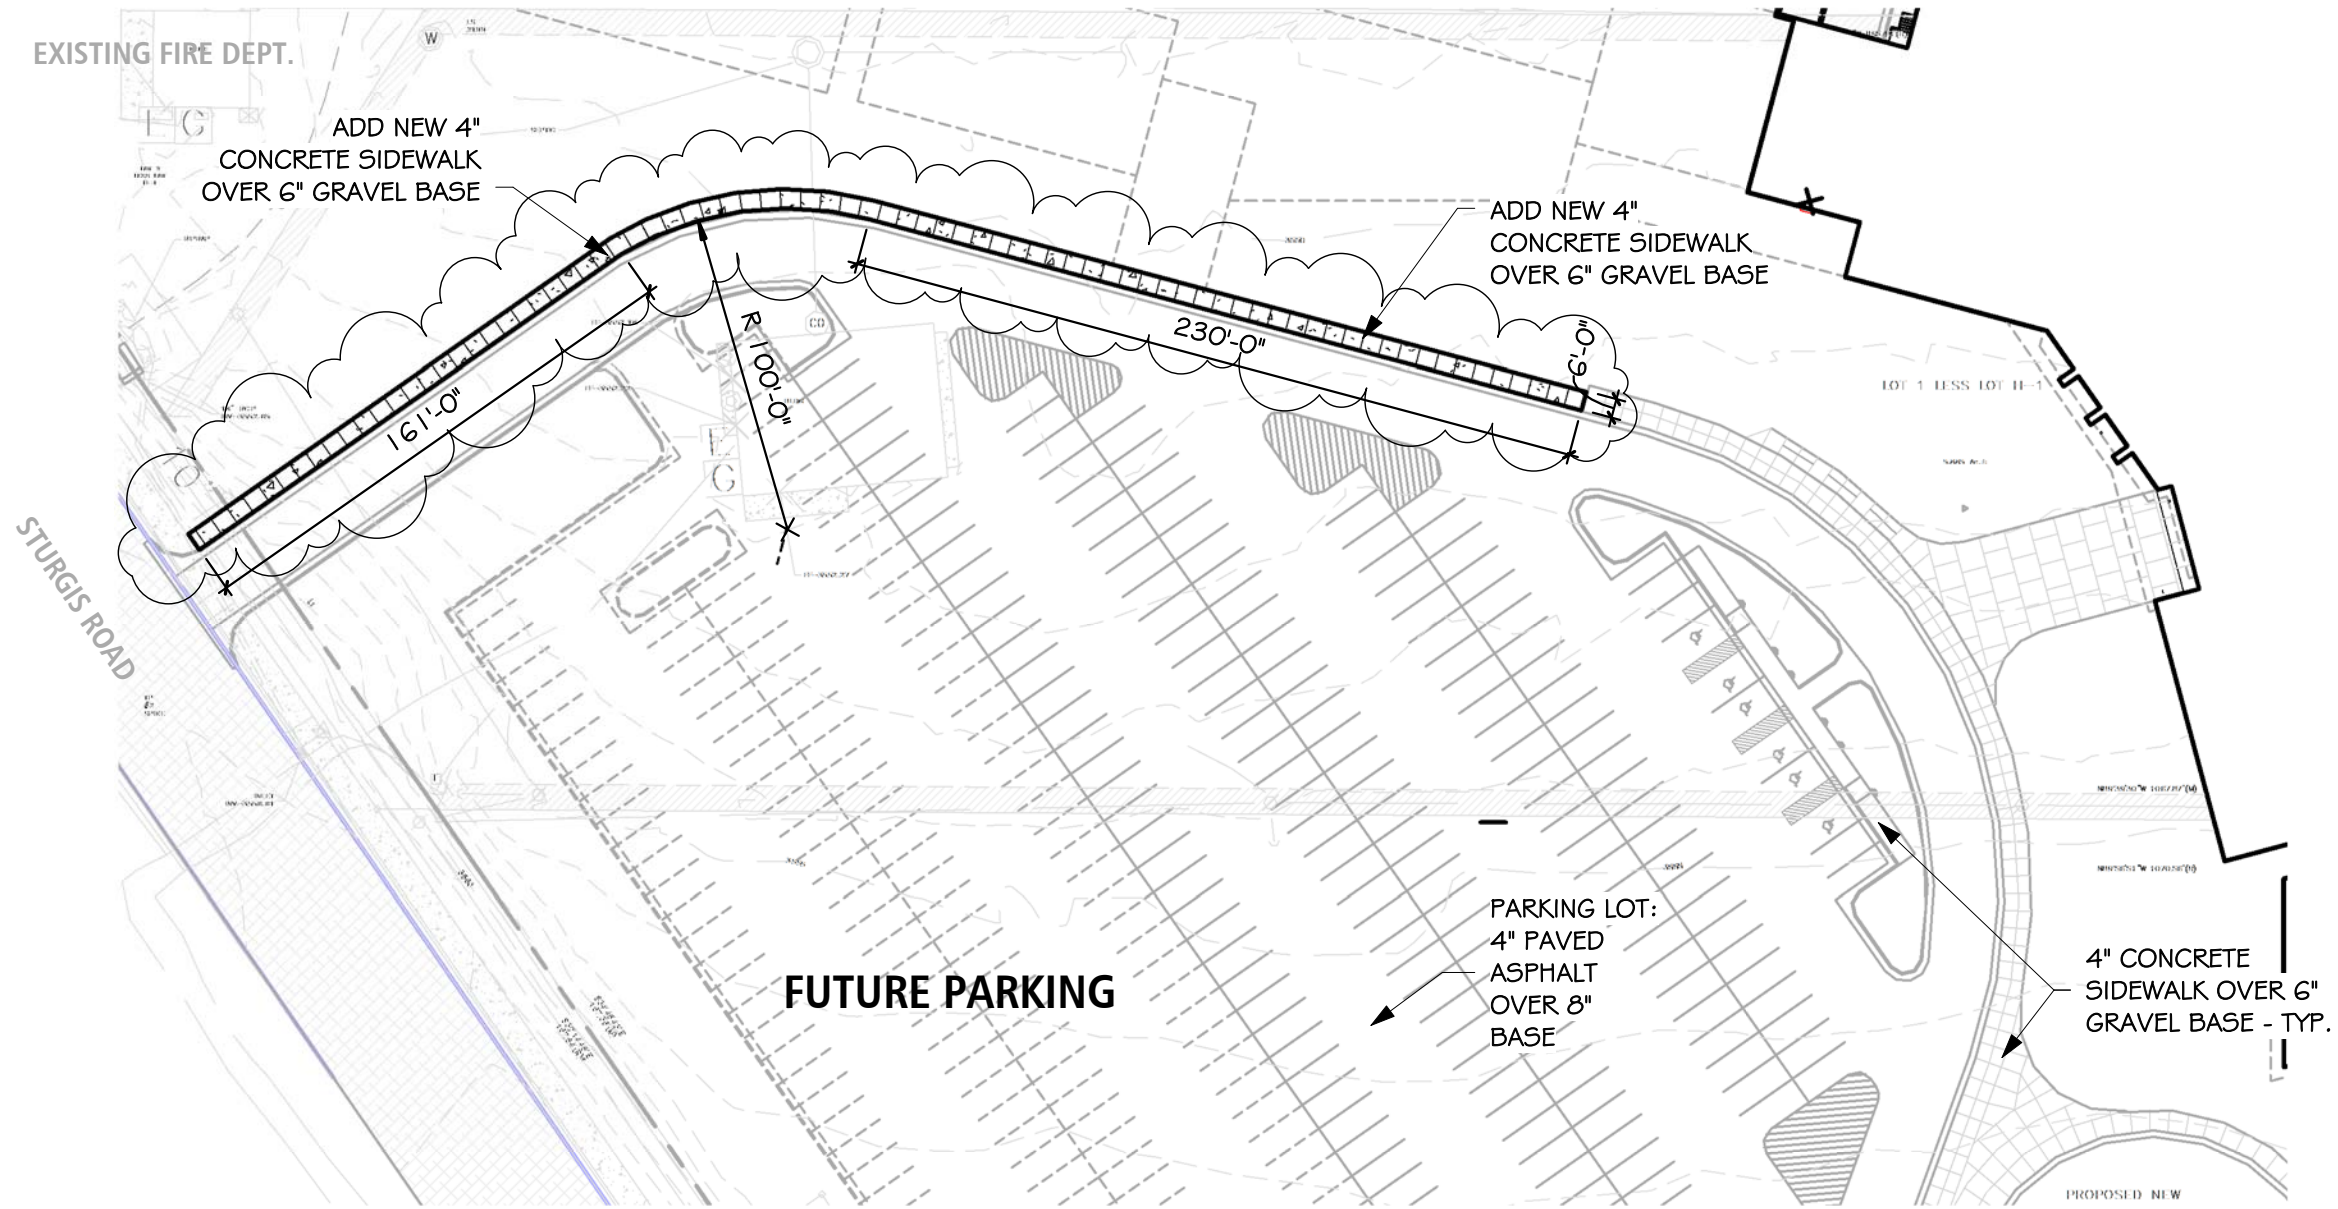 EXISTING FIRE DEPT.
W
ADD NEW 4"
CONCRETE SIDEWALK
OVER 6" GRAVEL BASE
ADD NEW 4"
CONCRETE SIDEWALK
OVER 6" GRAVEL BASE
161'-0"
R 100'-0"
230'-0"
6'-0"
CO
LOT 1 LESS LOT H-1
STURGIS ROAD
FUTURE PARKING
PARKING LOT:
4" PAVED
ASPHALT
OVER 8"
BASE
4" CONCRETE
SIDEWALK OVER 6"
GRAVEL BASE - TYP.
PROPOSED NEW